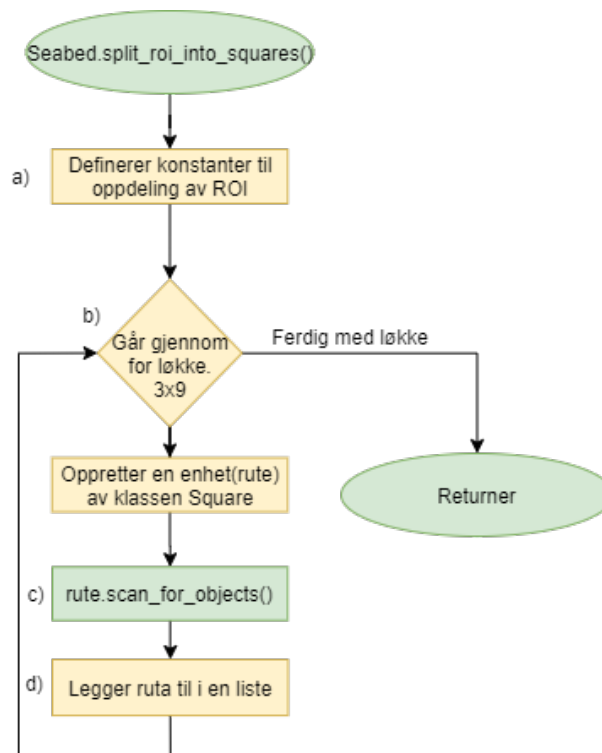 Seabed.split_roi_into_squares()
a)
Definerer konstanter til
oppdeling av ROI
b)
Går gjennom
for løkke.
3x9
Ferdig med løkke
Oppretter en enhet(rute)
av klassen Square
Returner
c)
rute.scan_for_objects()
d)
Legger ruta til i en liste